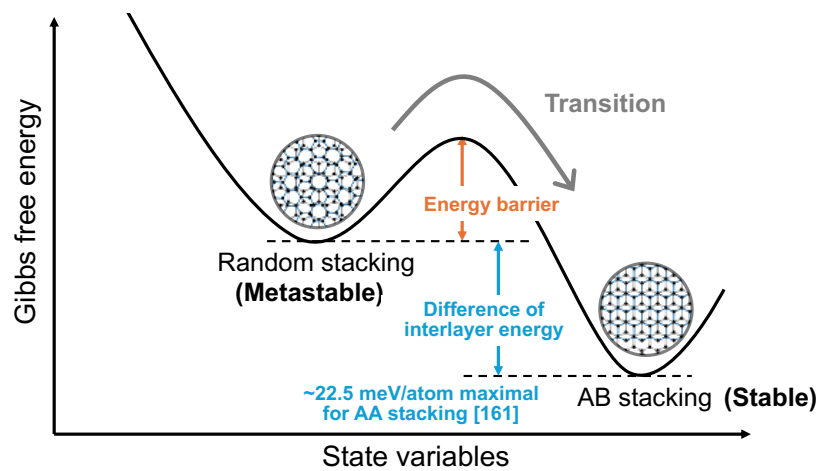 Gibbs free energy
Transition
Energy barrier
Random stacking
(Metastable)
Difference of
interlayer energy
~22.5 meV/atom maximal
for AA stacking [161]
AB stacking (Stable)
State variables